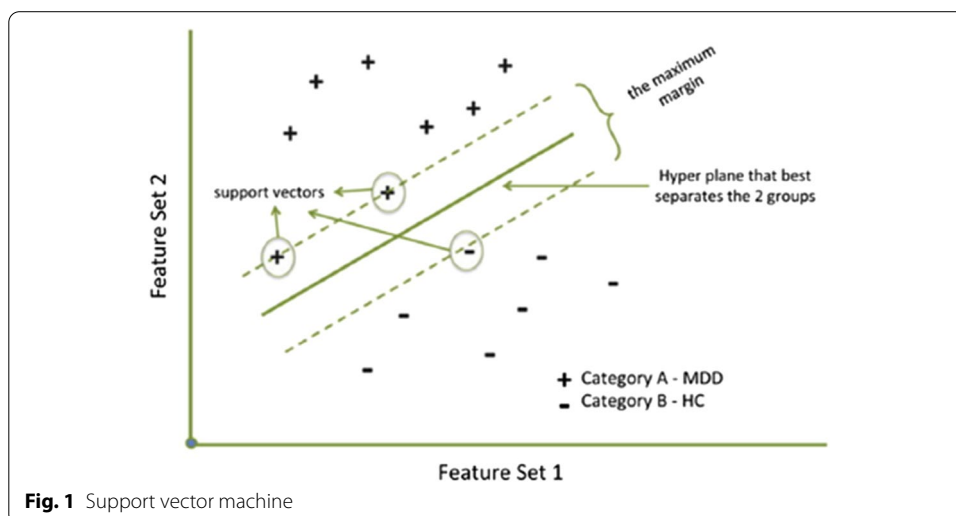 the maximum
margin
support vectors
Hyper plane that best
separates the 2 groups
Feature Set 2
+ Category A - MDD
- Category B - HC
Feature Set 1
Fig. 1 Support vector machine